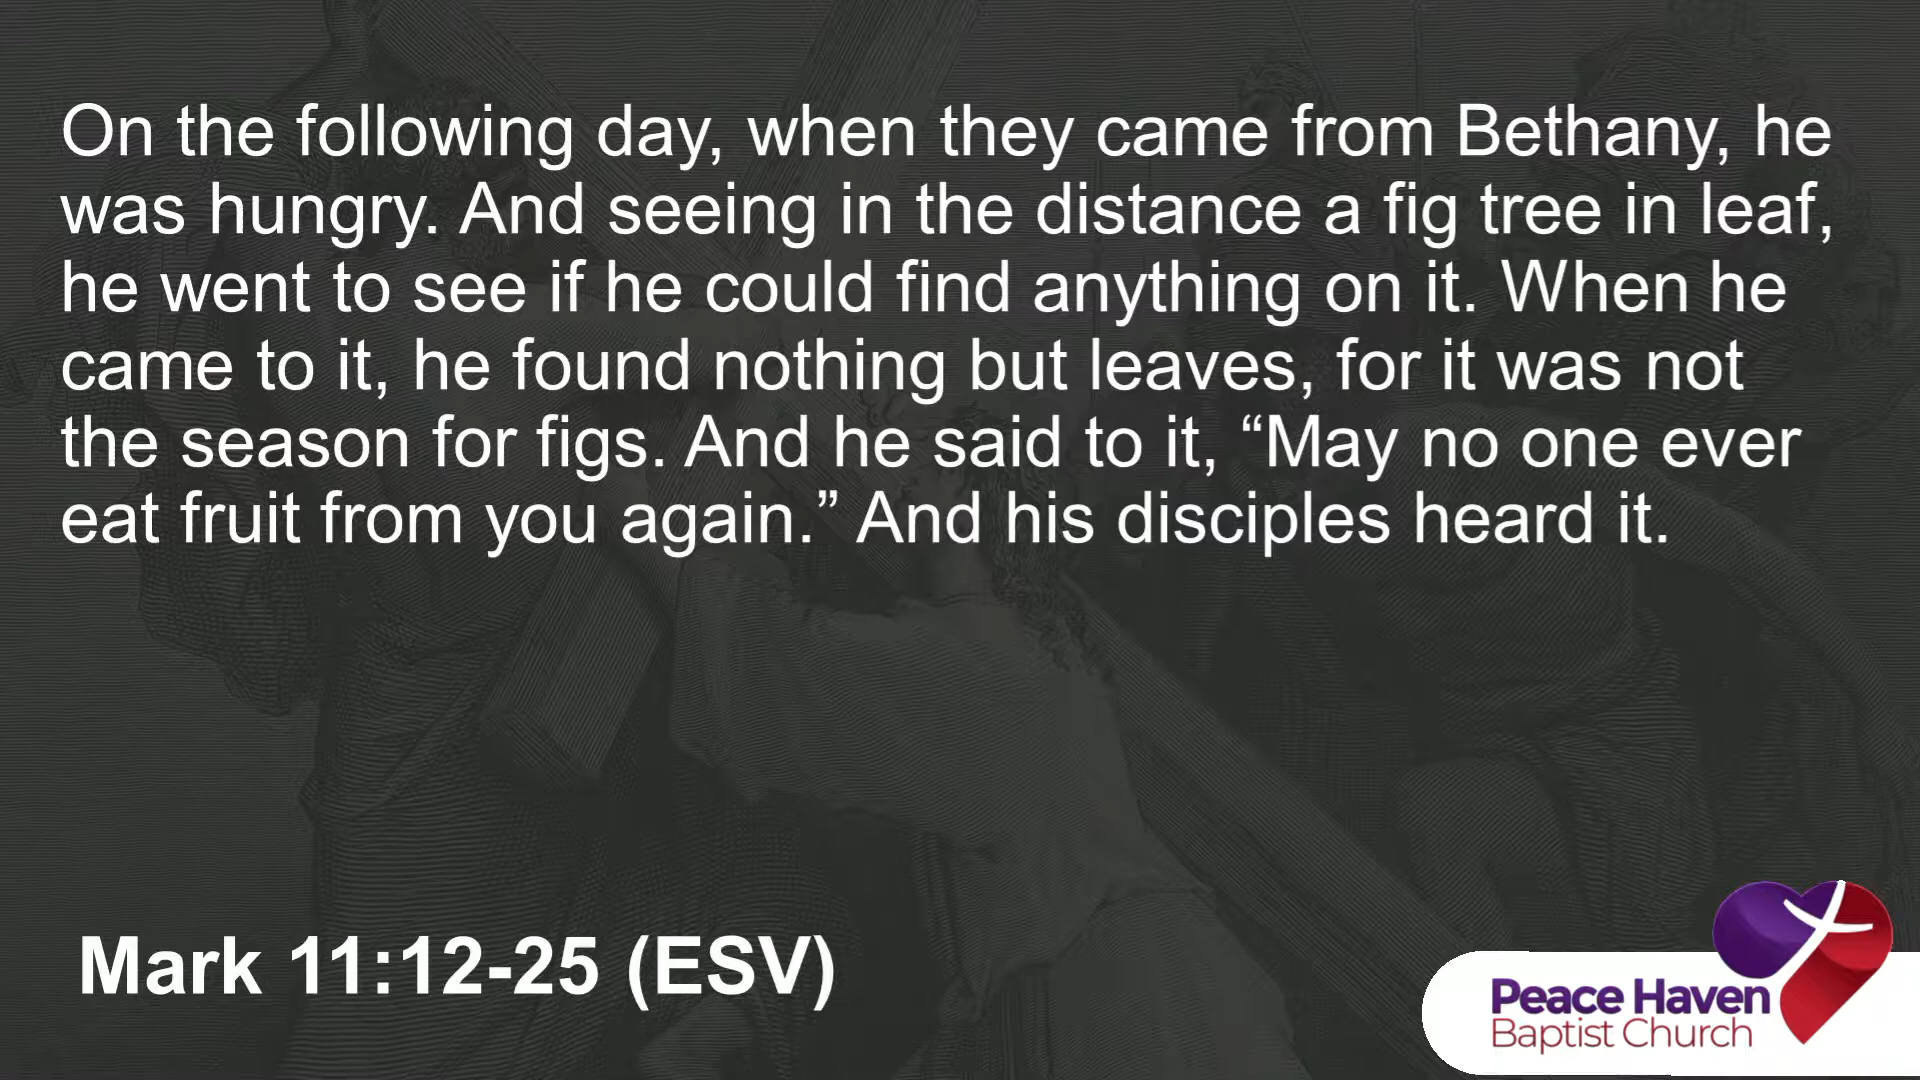 On the following day, when they came from Bethany, he
was hungry. And seeing in the distance a fig tree in leaf,
he went to see if he could find anything on it. When he
came to it, he found nothing but leaves, for it was not
the season for figs. And he said to it, “May no one ever
eat fruit from you again.” And his disciples heard it.
Mark 11:12-25 (ESV)
Peace Haven
Baptist Church